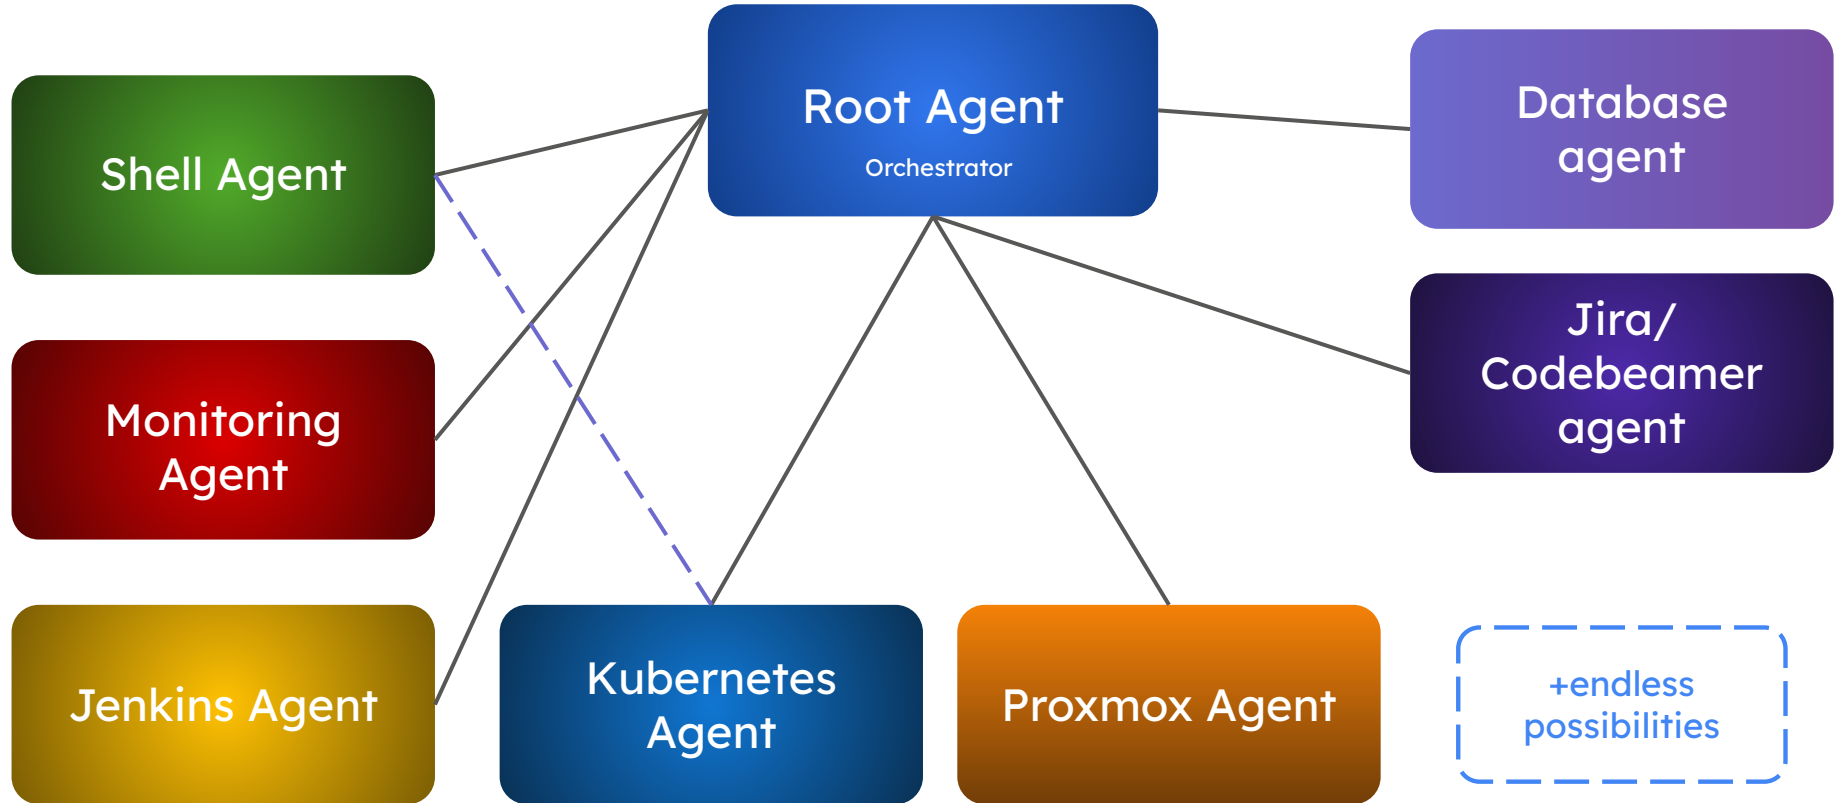 Root Agent
Orchestrator
Database
agent
Shell Agent
Jira/
Codebeamer
agent
Monitoring
Agent
Jenkins Agent
Kubernetes
Agent
Proxmox Agent
+endless
possibilities